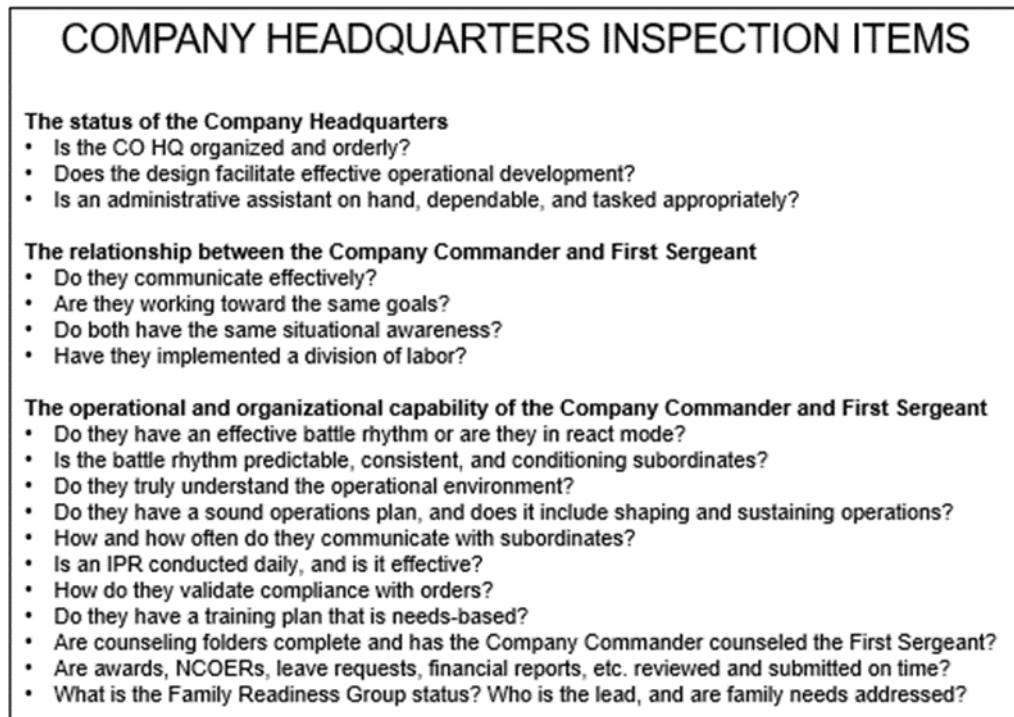 COMPANY HEADQUARTERS INSPECTION ITEMS
The status of the Company Headquarters
• Is the CO HQ organized and orderly?
• Does the design facilitate effective operational development?
• Is an administrative assistant on hand, dependable, and tasked appropriately?
The relationship between the Company Commander and First Sergeant
• Do they communicate effectively?
• Are they working toward the same goals?
• Do both have the same situational awareness?
• Have they implemented a division of labor?
The operational and organizational capability of the Company Commander and First Sergeant
• Do they have an effective battle rhythm or are they in react mode?
• Is the battle rhythm predictable, consistent, and conditioning subordinates?
• Do they truly understand the operational environment?
• Do they have a sound operations plan, and does it include shaping and sustaining operations?
• How and how often do they communicate with subordinates?
• Is an IPR conducted daily, and is it effective?
• How do they validate compliance with orders?
• Do they have a training plan that is needs-based?
• Are counseling folders complete and has the Company Commander counseled the First Sergeant?
• Are awards, NCOERs, leave requests, financial reports, etc. reviewed and submitted on time?
• What is the Family Readiness Group status? Who is the lead, and are family needs addressed?